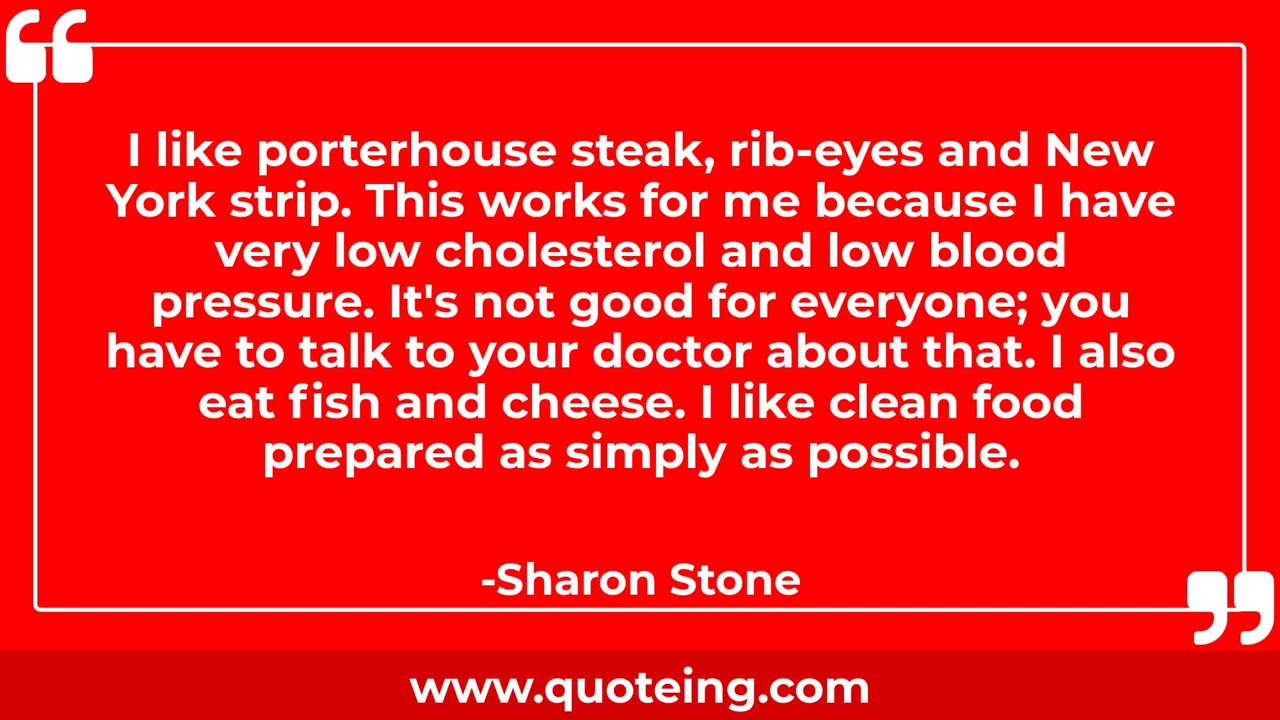 I like porterhouse steak, rib-eyes and New
York strip. This works for me because I have
very low cholesterol and low blood
pressure. It's not good for everyone; you
have to talk to your doctor about that. I also
eat fish and cheese. I like clean food
prepared as simply as possible.
-Sharon Stone
www.quoteing.com